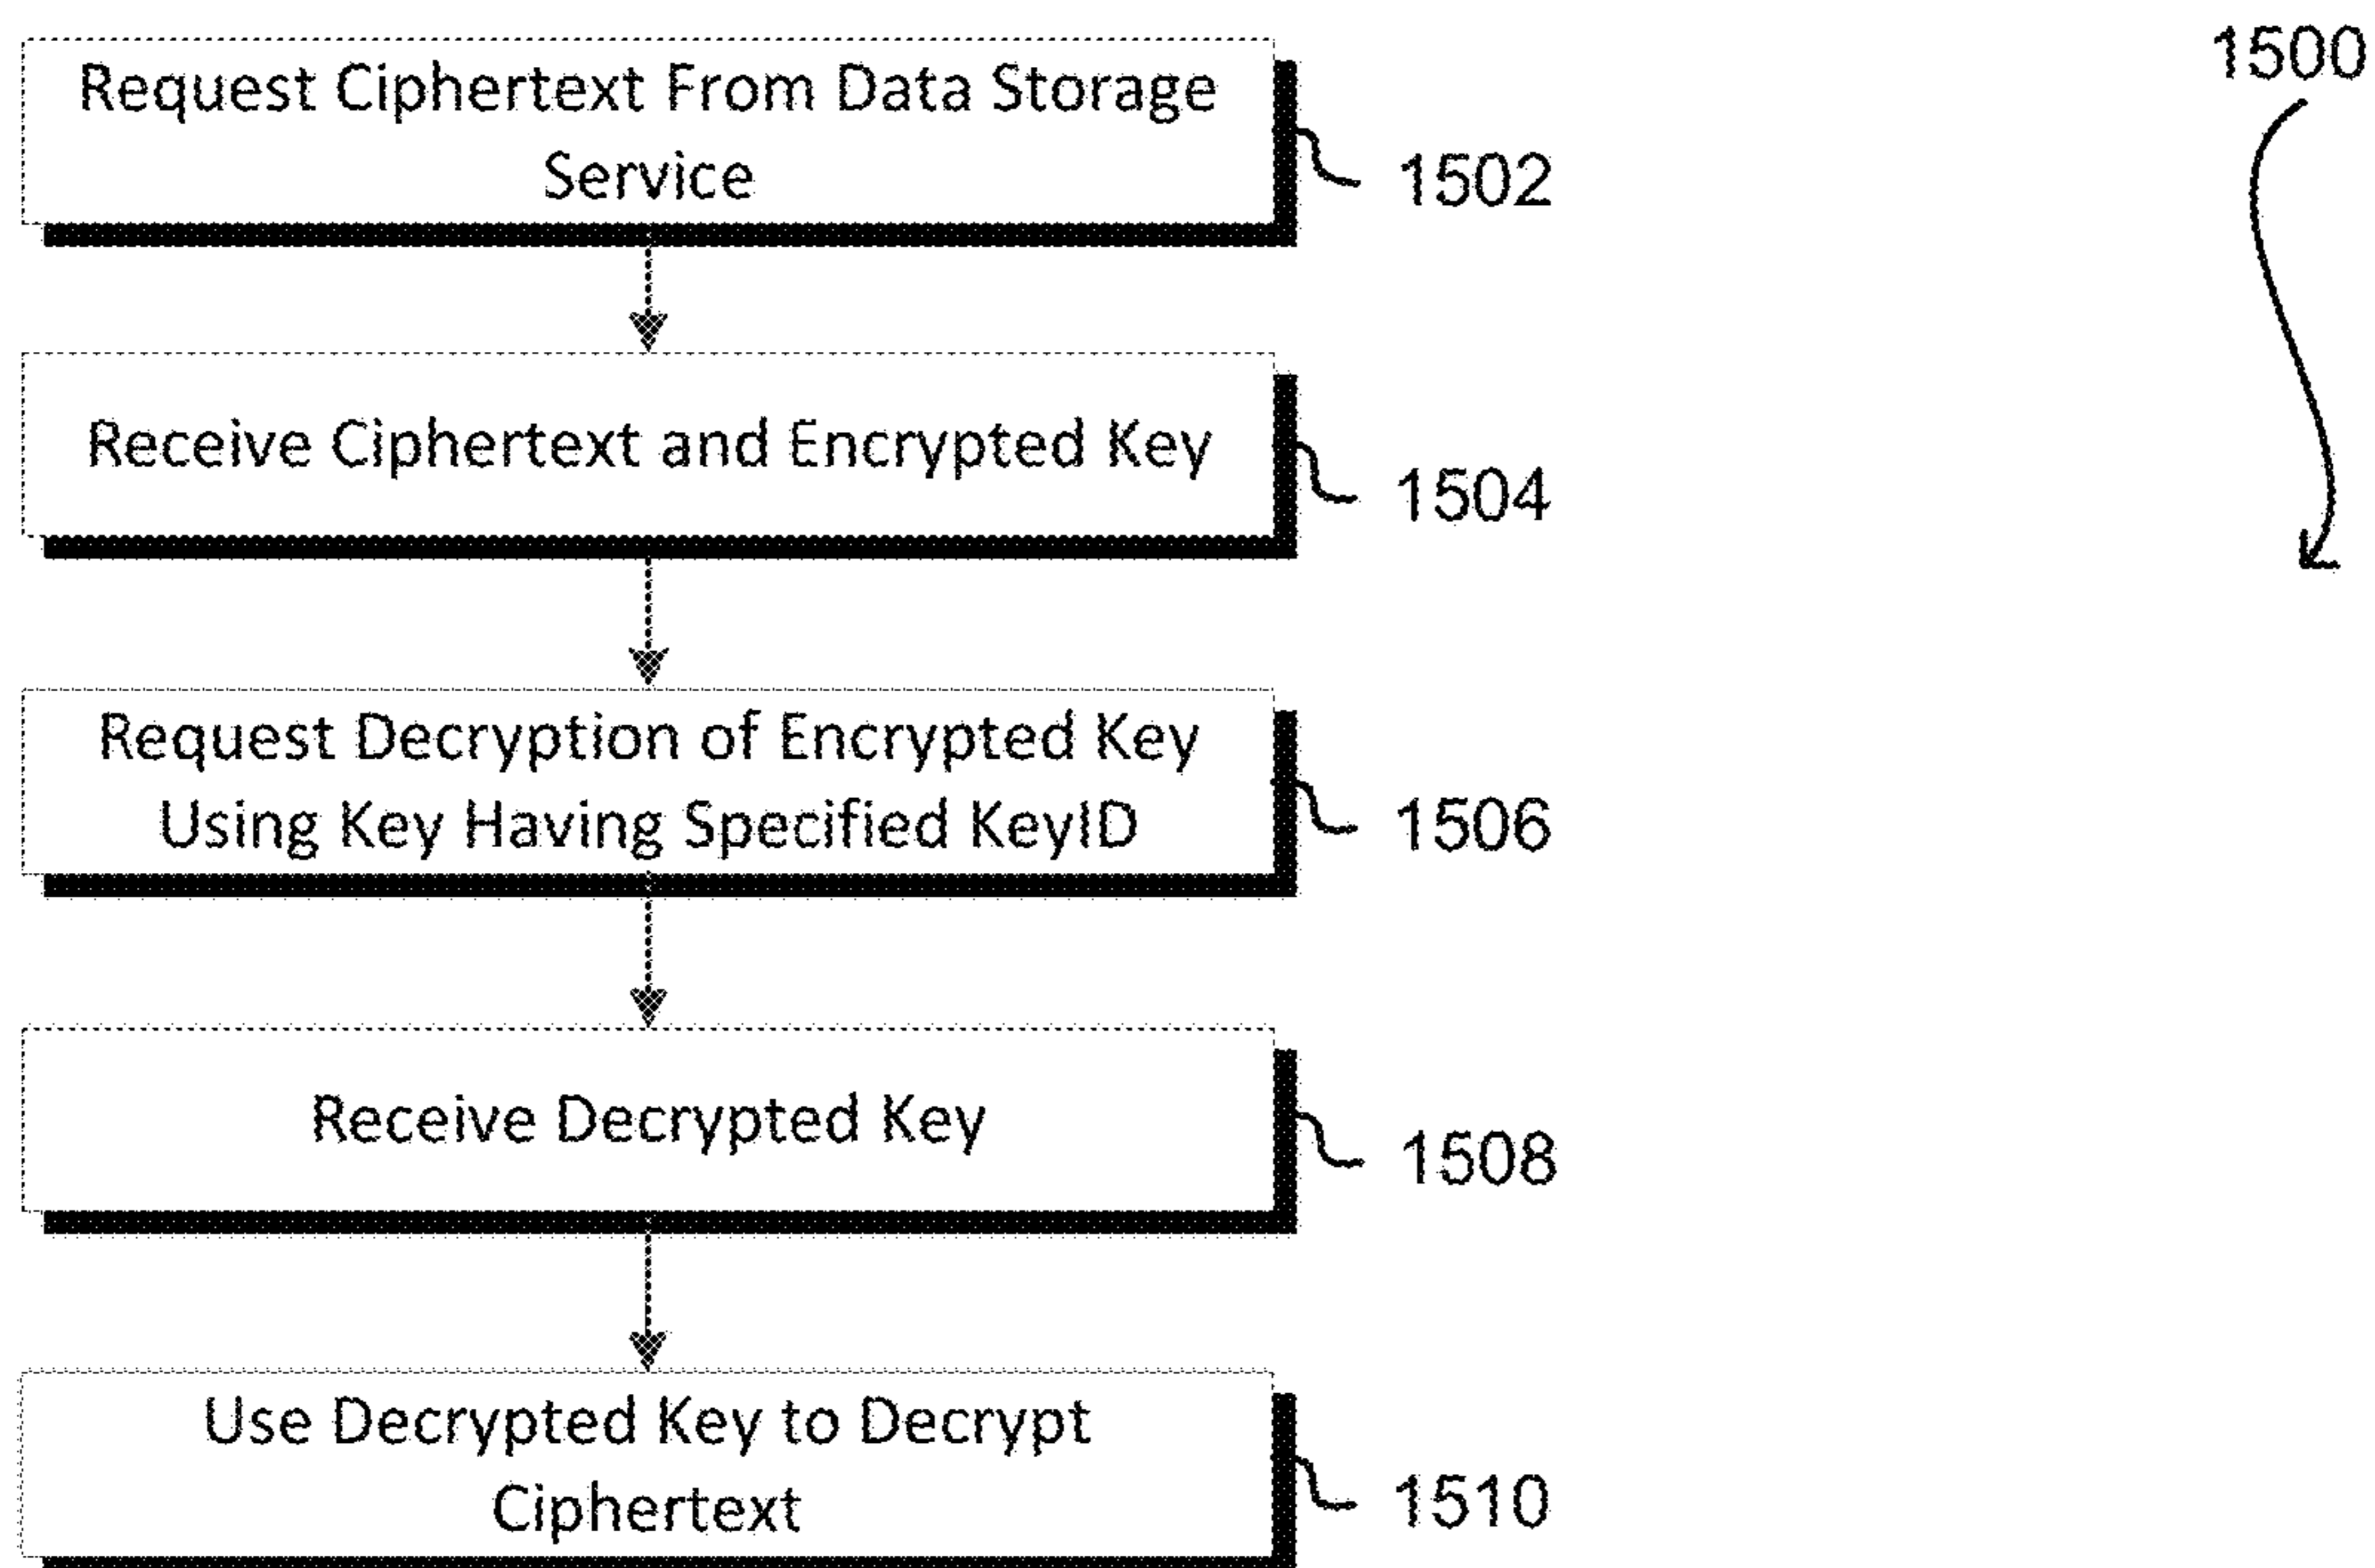 1500
Request Ciphertext From Data Storage
Service
1502
Receive Ciphertext and Encrypted Key
1504
Request Decryption of Encrypted Key
Using Key Having Specified KeyID
1506
Receive Decrypted Key
1508
Use Decrypted Key to Decrypt
Ciphertext
1510